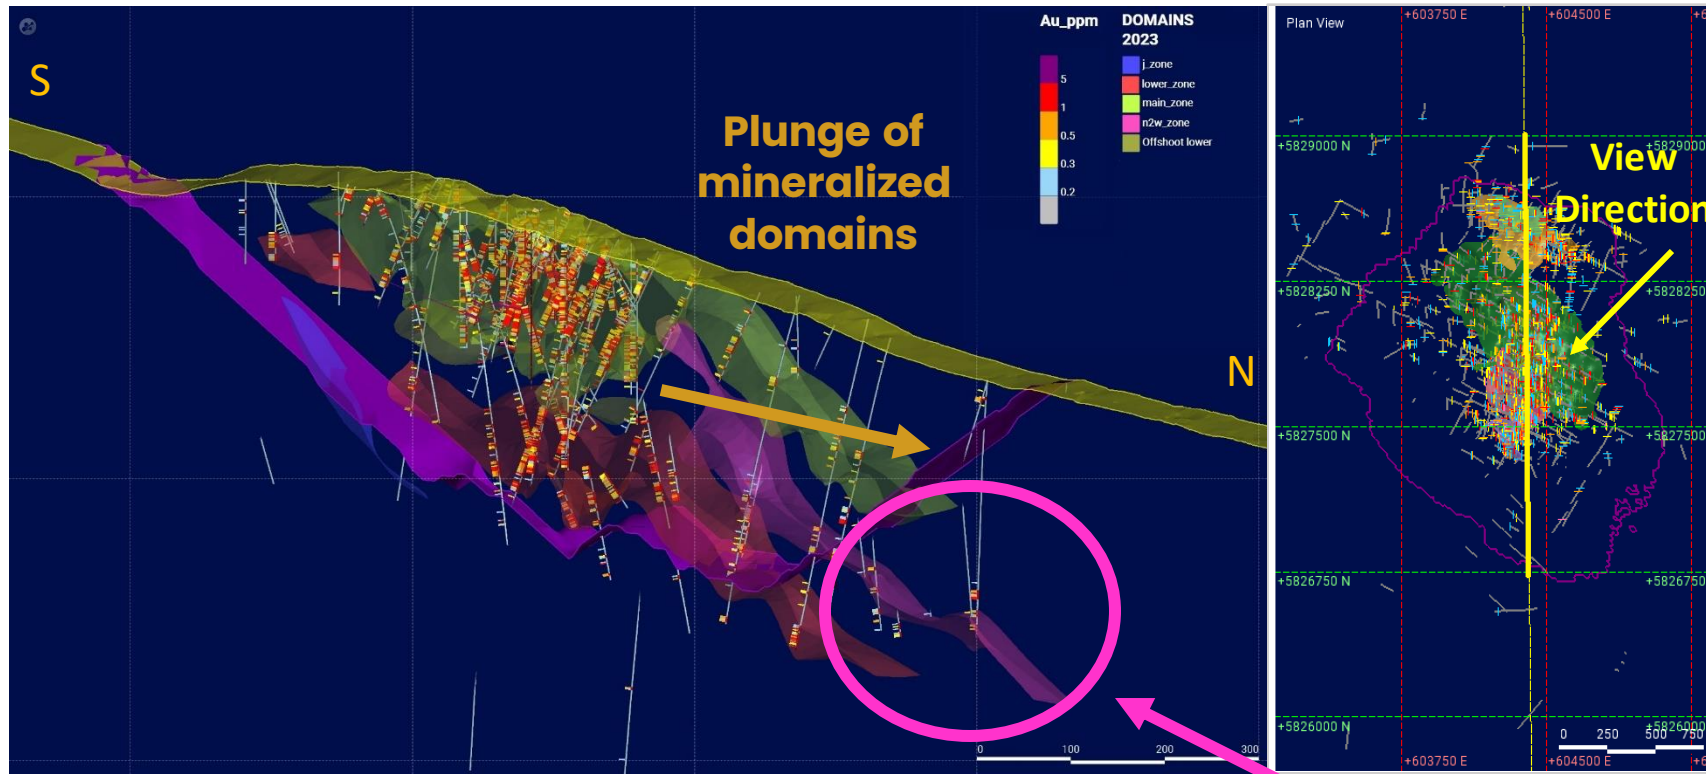 S
Plunge of
mineralized
domains
N
Au_ppm
5
1
0.5
0.3
0.2
DOMAINS
2023
j_zone
lower_zone
main_zone
n2w_zone
Offshoot lower
0 100 200 300
Plan View
+603750 E +604500 E
+5829000 N +5829000
View
Direction
+5828250 N +5828250
+5827500 N +5827500
+5826750 N +5826750
+5826000 N +5826000
0 250 500 750
+603750 E +604500 E